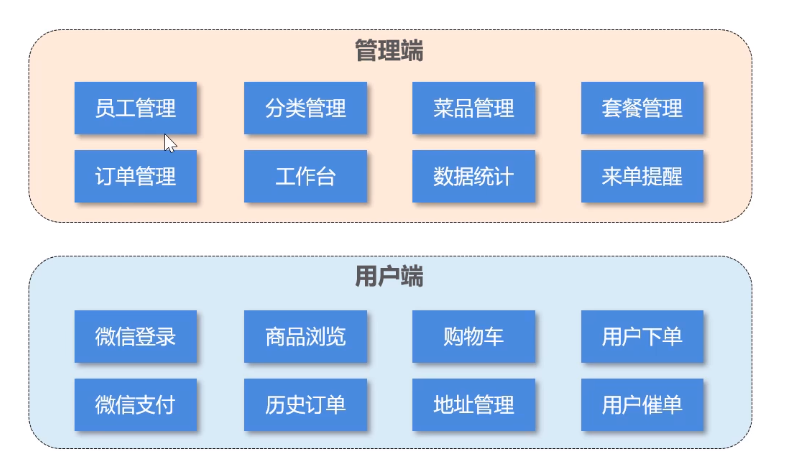 管理端
员工管理 分类管理 菜品管理 套餐管理
订单管理 工作台 数据统计 来单提醒
用户端
微信登录 商品浏览 购物车 用户下单
微信支付 历史订单 地址管理 用户催单